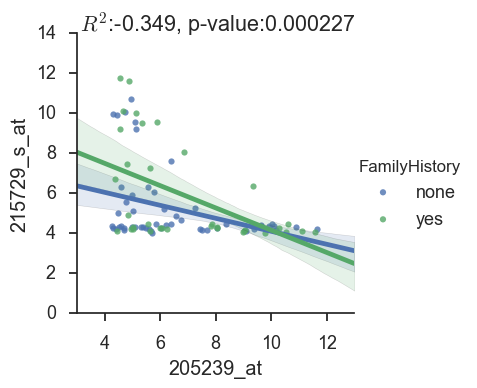 R²:-0.349, p-value:0.000227
14
12
10
8
6
4
2
0
215729_s_at
4 6 8 10 12
205239_at
FamilyHistory
none
yes